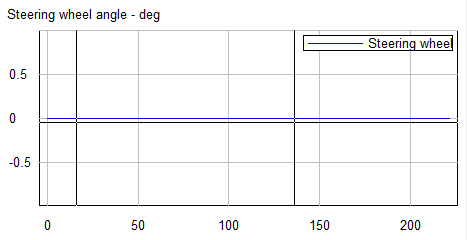 Steering wheel angle - deg
Steering wheel
0.5
0
-0.5
0 50 100 150 200